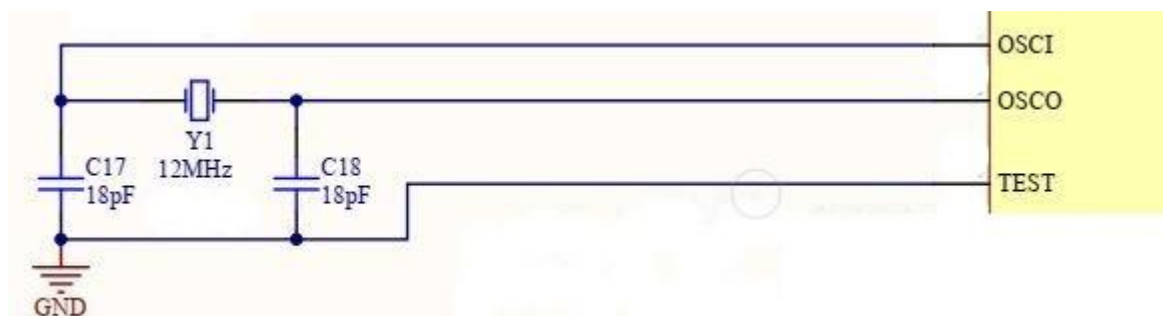 OSCI
OSCO
Y1
12MHz
C17
18pF
C18
18pF
TEST
GND